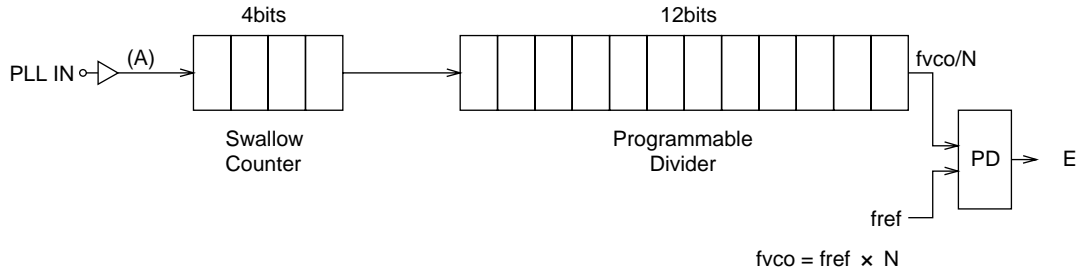 4bits
12bits
PLL IN
(A)
fvco/N
Swallow
Counter
Programmable
Divider
PD
E
fref
fvco = fref × N